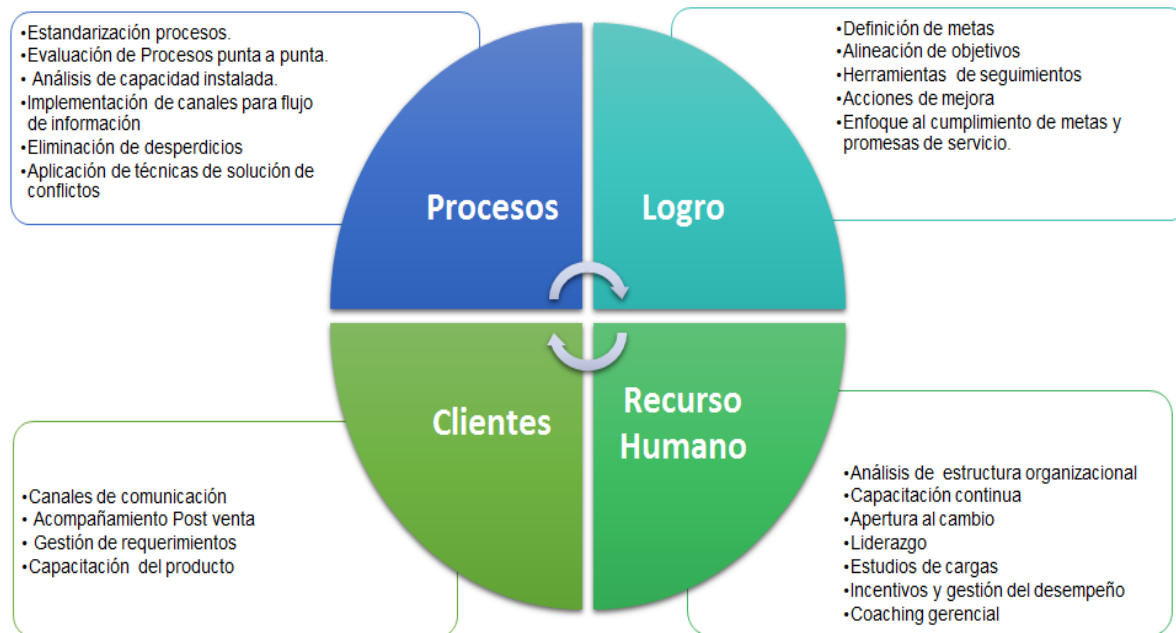 •Estandarización procesos.
•Evaluación de Procesos punta a punta.
• Análisis de capacidad instalada.
•Implementación de canales para flujo
de información
•Eliminación de desperdicios
•Aplicación de técnicas de solución de
conflictos
•Definición de metas
•Alineación de objetivos
•Herramientas de seguimientos
•Acciones de mejora
•Enfoque al cumplimiento de metas y
promesas de servicio.
Procesos
Logro
Clientes
Recurso
Humano
•Canales de comunicación
• Acompañamiento Post venta
• Gestión de requerimientos
•Capacitación del producto
•Análisis de estructura organizacional
•Capacitación continua
•Apertura al cambio
•Liderazgo
•Estudios de cargas
•Incentivos y gestión del desempeño
•Coaching gerencial